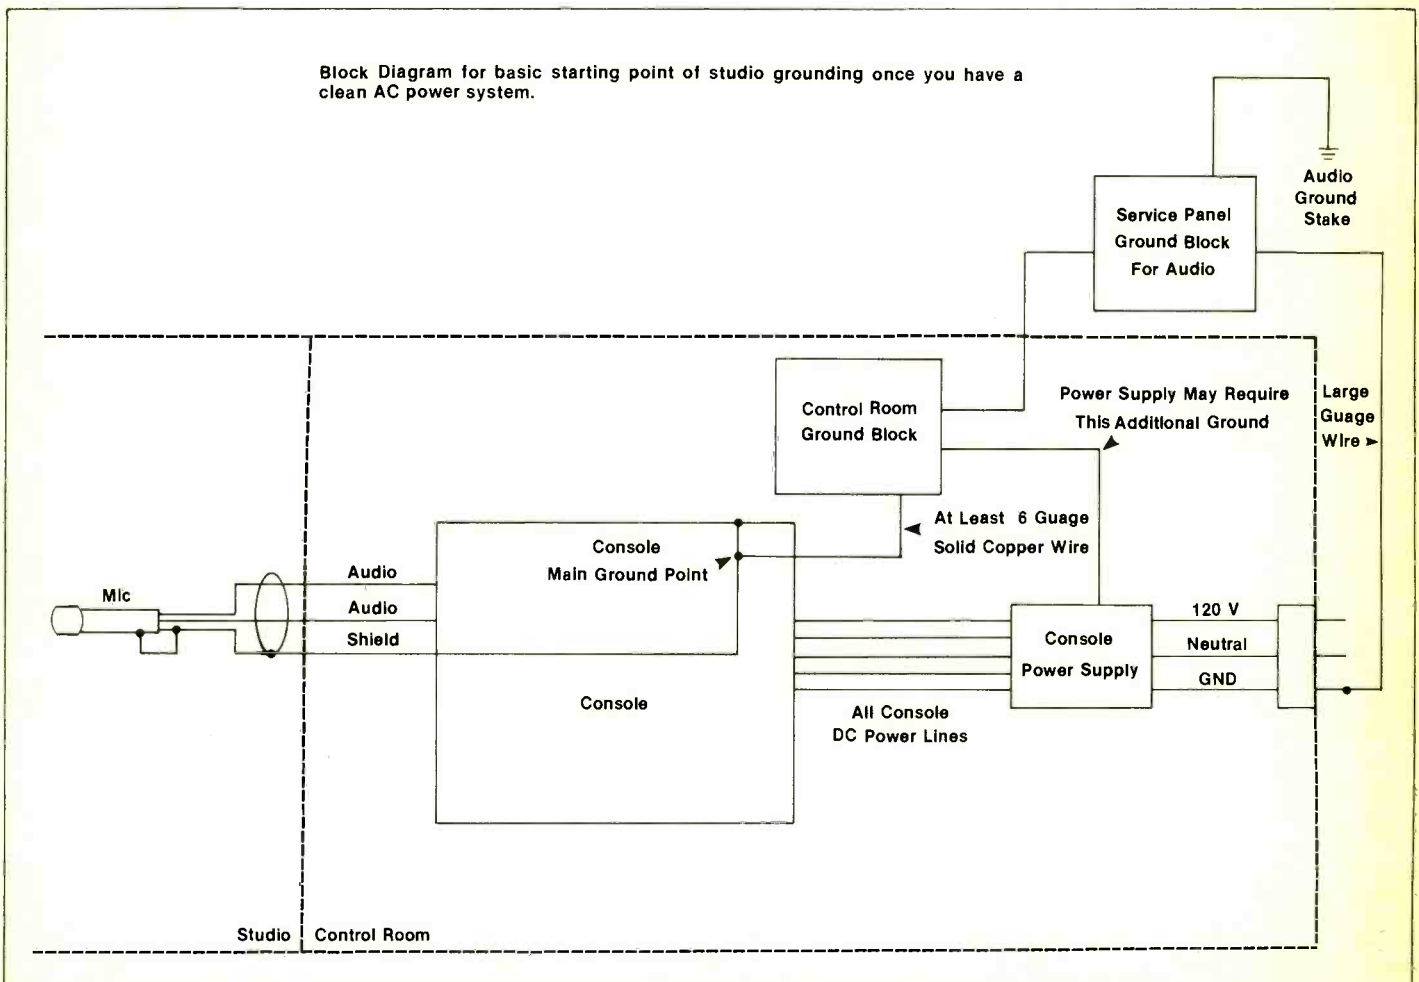 Block Diagram for basic starting point of studio grounding once you have a
clean AC power system.
Audio
Ground
Stake
Service Panel
Ground Block
For Audio
Control Room
Ground Block
Power Supply May Require
This Additional Ground
Large
Guage
Wire
At Least 6 Guage
Solid Copper Wire
Console
Main Ground Point
Mic
Audio
Audio
Shield
Console
All Console
DC Power Lines
Console
Power Supply
120 V
Neutral
GND
Studio
Control Room